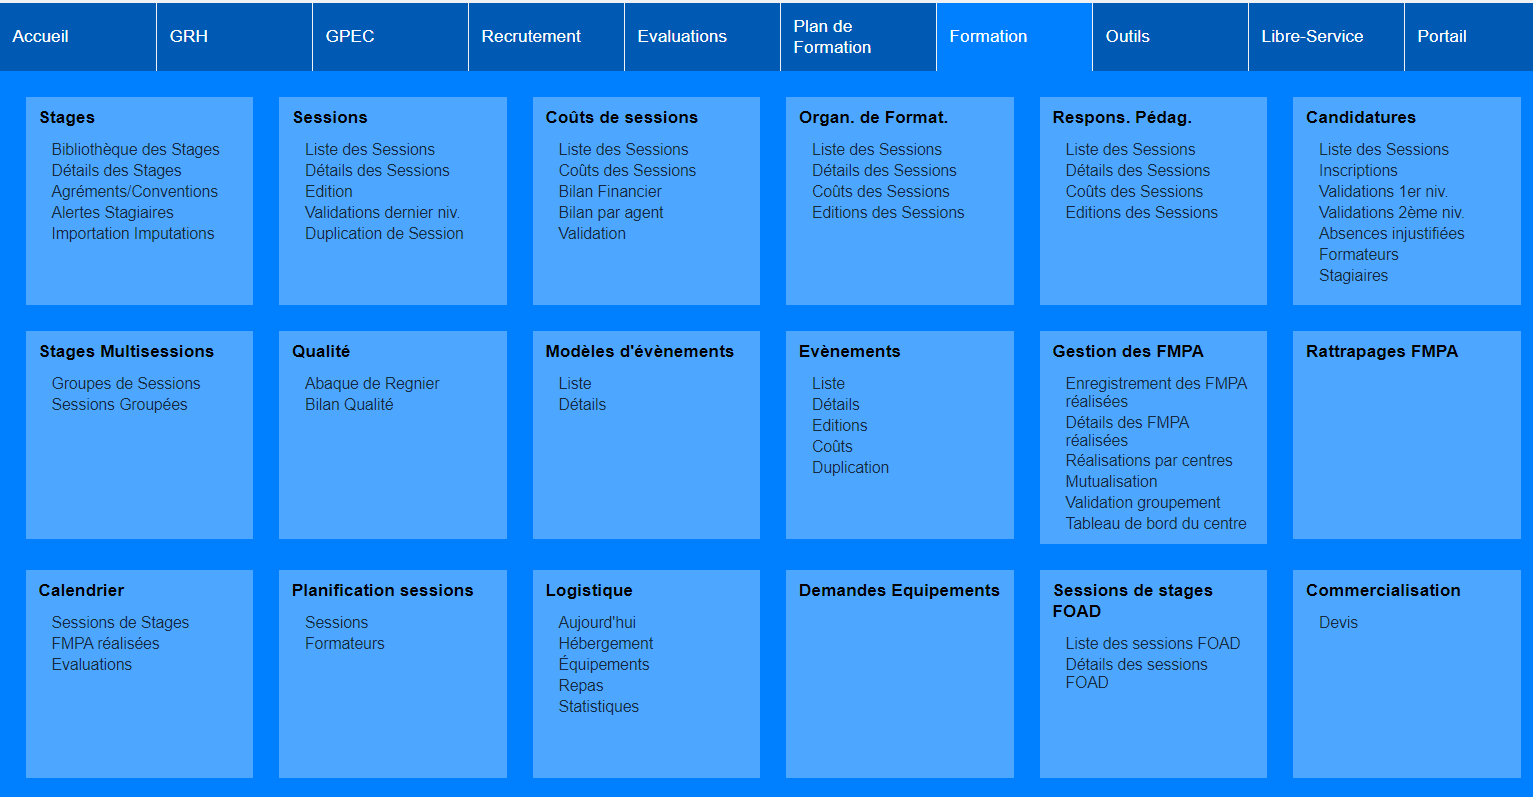 Accueil
GRH
GPEC
Recrutement
Evaluations
Plan de
Formation
Formation
Outils
Libre-Service
Portail
Stages
Bibliothèque des Stages
Détails des Stages
Agréments/Conventions
Alertes Stagiaires
Importation Imputations
Sessions
Liste des Sessions
Détails des Sessions
Edition
Validations dernier niv.
Duplication de Session
Coûts de sessions
Liste des Sessions
Coûts des Sessions
Bilan Financier
Bilan par agent
Validation
Organ. de Format.
Liste des Sessions
Détails des Sessions
Coûts des Sessions
Editions des Sessions
Respons. Pédag.
Liste des Sessions
Détails des Sessions
Coûts des Sessions
Editions des Sessions
Candidatures
Liste des Sessions
Inscriptions
Validations 1er niv.
Validations 2ème niv.
Absences injustifiées
Formateurs
Stagiaires
Stages Multisessions
Groupes de Sessions
Sessions Groupées
Qualité
Abaque de Regnier
Bilan Qualité
Modèles d'évènements
Liste
Détails
Evènements
Liste
Détails
Editions
Coûts
Duplication
Gestion des FMPA
Enregistrement des FMPA
réalisées
Détails des FMPA
réalisées
Réalisations par centres
Mutualisation
Validation groupement
Tableau de bord du centre
Rattrapages FMPA
Calendrier
Sessions de Stages
FMPA réalisées
Evaluations
Planification sessions
Sessions
Formateurs
Logistique
Aujourd'hui
Hébergement
Équipements
Repas
Statistiques
Demandes Equipements
Sessions de stages
FOAD
Liste des sessions FOAD
Détails des sessions
FOAD
Commercialisation
Devis